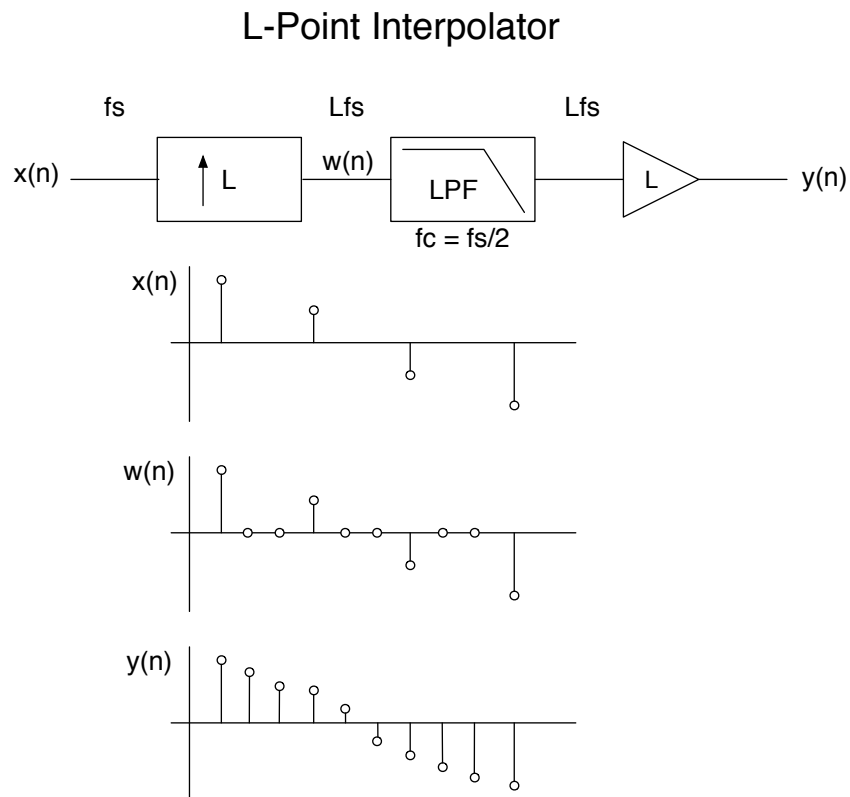 L-Point Interpolator
fs Lfs Lfs
x(n) L w(n) LPF L y(n)
fc = fs/2
x(n)
w(n)
y(n)